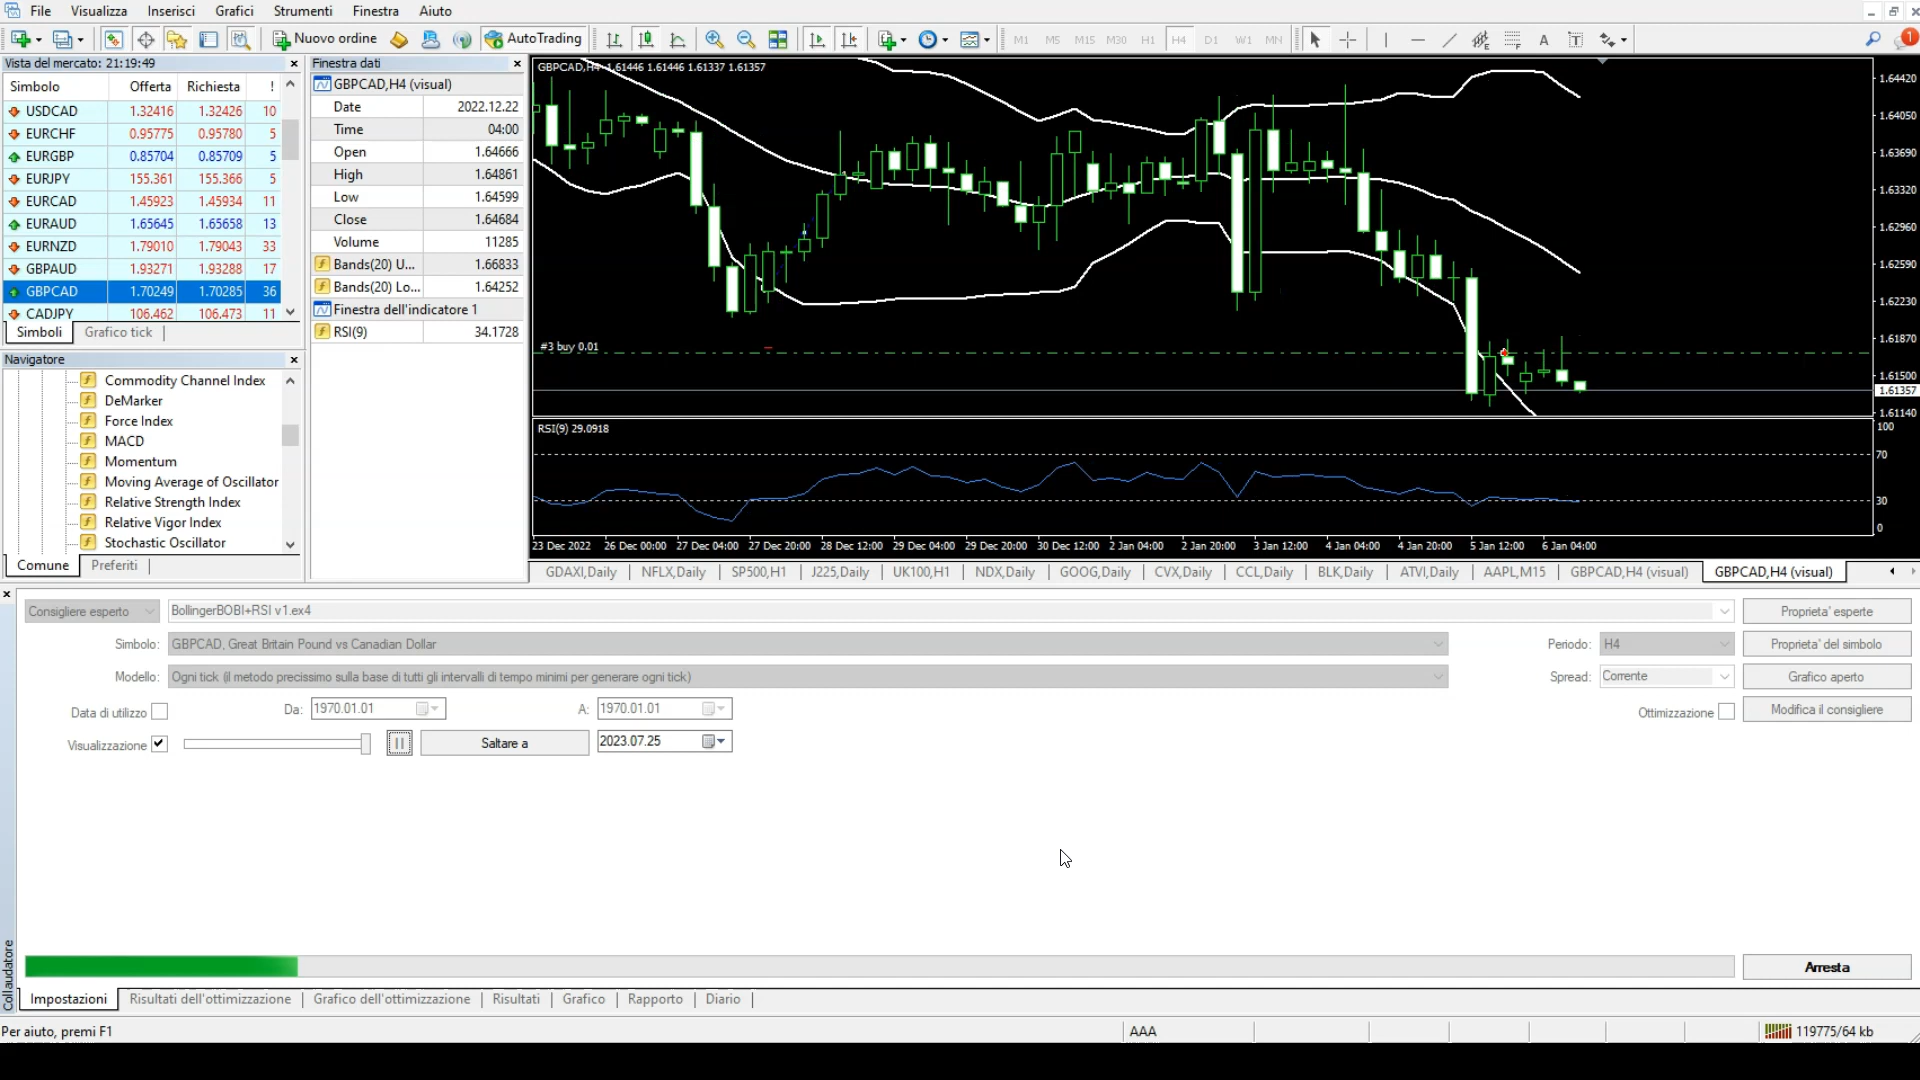 File Visualizza Inserisci Grafici Strumenti Finestra Aiuto
Nuovo ordine AutoTrading M1 M5 M15 M30 H1 H4 D1 W1 MN A T 1
Vista del mercato: 21:19:49
Simbolo Offerta Richiesta !
USDCAD 1.32416 1.32426 10
EURCHF 0.95775 0.95780 5
EURGBP 0.85704 0.85709 5
EURJPY 155.361 155.366 5
EURCAD 1.45923 1.45934 11
EURAUD 1.65645 1.65658 13
EURNZD 1.79010 1.79043 33
GBPAUD 1.93271 1.93288 17
GBPCAD 1.70249 1.70285 36
CADJPY 106.462 106.473 11
Simboli Grafico tick
Navigatore
Commodity Channel Index
DeMarker
Force Index
MACD
Momentum
Moving Average of Oscillator
Relative Strength Index
Relative Vigor Index
Stochastic Oscillator
Comune Preferiti
Finestra dati
GBPCAD,H4 (visual)
Date 2022.12.22
Time 04:00
Open 1.64666
High 1.64861
Low 1.64599
Close 1.64684
Volume 11285
Bands(20) U... 1.66833
Bands(20) Lo... 1.64252
Finestra dell'indicatore 1
RSI(9) 34.1728
GBPCAD,H4 1.61446 1.61446 1.61337 1.61357
1.64420
1.64050
1.63690
1.63320
1.62960
1.62590
1.62230
1.61870
1.61500
1.61357
1.61140
#3 buy 0.01
RSI(9) 29.0918
100
70
30
0
23 Dec 2022 26 Dec 00:00 27 Dec 04:00 27 Dec 20:00 28 Dec 12:00 29 Dec 04:00 29 Dec 20:00 30 Dec 12:00 2 Jan 04:00 2 Jan 20:00 3 Jan 12:00 4 Jan 04:00 4 Jan 20:00 5 Jan 12:00 6 Jan 04:00
GDAXI,Daily NFLX,Daily SP500,H1 J225,Daily UK100,H1 NDX,Daily GOOG,Daily CVX,Daily CCL,Daily BLK,Daily ATVI,Daily AAPL,M15 GBPCAD,H4 (visual) GBPCAD,H4 (visual)
Consigliere esperto BollingerBOBI+RSI v1.ex4 Proprieta' esperte
Simbolo: GBPCAD, Great Britain Pound vs Canadian Dollar Periodo: H4 Proprieta' del simbolo
Modello: Ogni tick (il metodo precissimo sulla base di tutti gli intervalli di tempo minimi per generare ogni tick) Spread: Corrente Grafico aperto
Data di utilizzo Da: 1970.01.01 A: 1970.01.01 Ottimizzazione Modifica il consigliere
Visualizzazione Saltare a 2023.07.25
Arresta
Collaudatore
Impostazioni Risultati dell'ottimizzazione Grafico dell'ottimizzazione Risultati Grafico Rapporto Diario
Per aiuto, premi F1 AAA 119775/64 kb